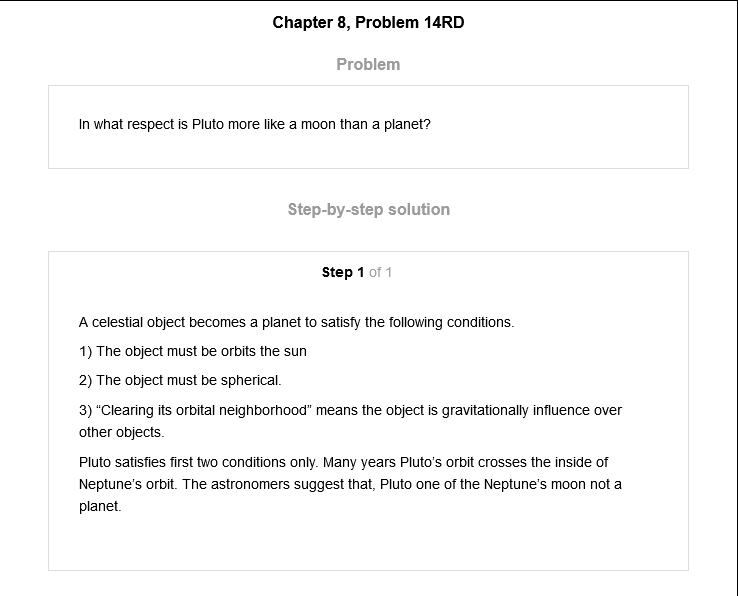 Chapter 8, Problem 14RD
Problem
In what respect is Pluto more like a moon than a planet?
Step-by-step solution
Step 1 of 1
A celestial object becomes a planet to satisfy the following conditions.
1) The object must be orbits the sun
2) The object must be spherical.
3) “Clearing its orbital neighborhood” means the object is gravitationally influence over
other objects.
Pluto satisfies first two conditions only. Many years Pluto’s orbit crosses the inside of
Neptune’s orbit. The astronomers suggest that, Pluto one of the Neptune’s moon not a
planet.